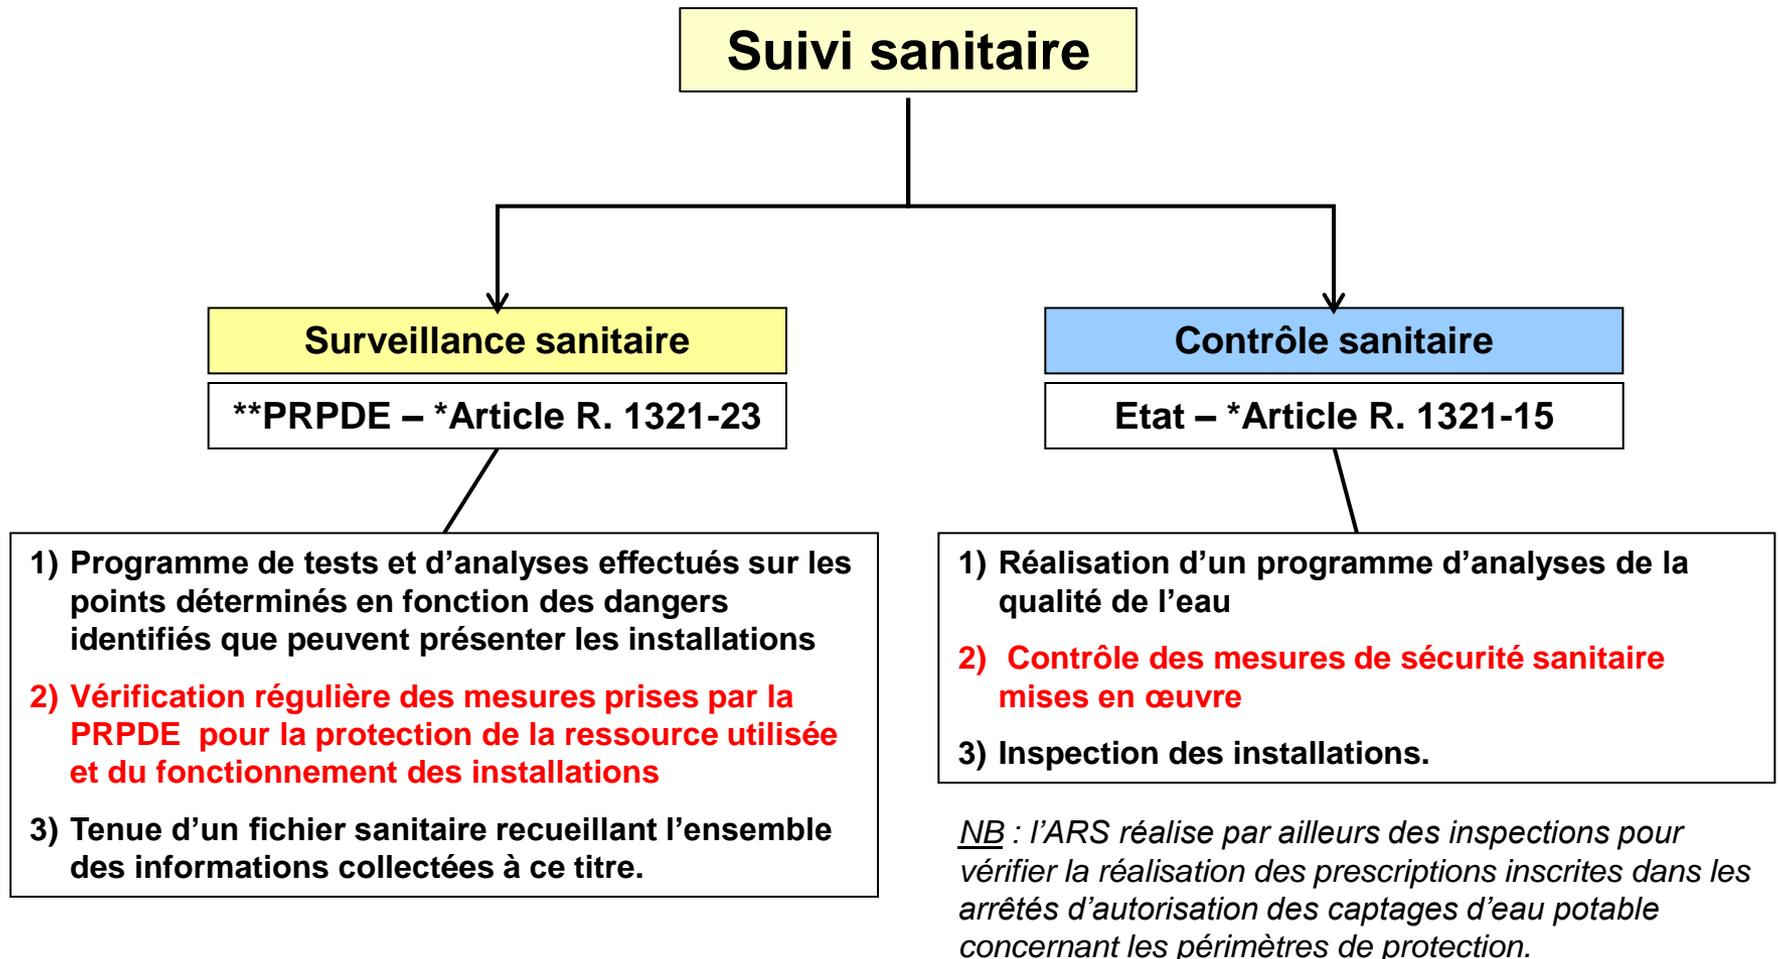 Suivi sanitaire
Surveillance sanitaire
**PRPDE – *Article R. 1321-23
1) Programme de tests et d’analyses effectués sur les
points déterminés en fonction des dangers
identifiés que peuvent présenter les installations
2) Vérification régulière des mesures prises par la
PRPDE pour la protection de la ressource utilisée
et du fonctionnement des installations
3) Tenue d’un fichier sanitaire recueillant l’ensemble
des informations collectées à ce titre.
Contrôle sanitaire
Etat – *Article R. 1321-15
1) Réalisation d’un programme d’analyses de la
qualité de l’eau
2) Contrôle des mesures de sécurité sanitaire
mises en œuvre
3) Inspection des installations.
NB : l’ARS réalise par ailleurs des inspections pour
vérifier la réalisation des prescriptions inscrites dans les
arrêtés d’autorisation des captages d’eau potable
concernant les périmètres de protection.